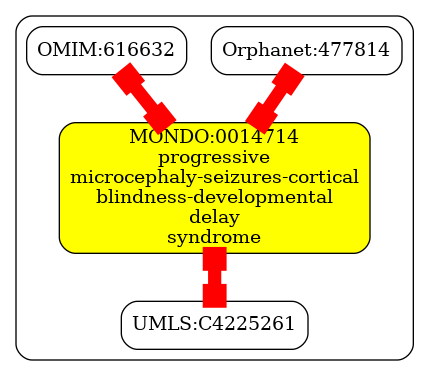 OMIM:616632
Orphanet:477814
MONDO:0014714
progressive
microcephaly-seizures-cortical
blindness-developmental
delay
syndrome
UMLS:C4225261